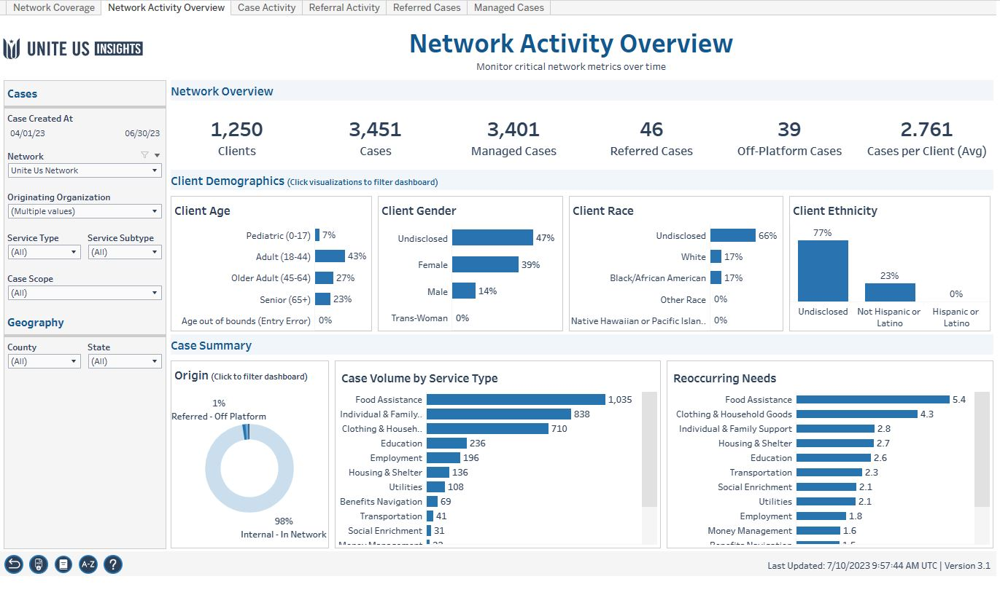 Network Coverage
Network Activity Overview
Case Activity
Referral Activity
Referred Cases
Managed Cases
UNITE US INSIGHTS
Network Activity Overview
Monitor critical network metrics over time
Cases
Case Created At
04/01/23 06/30/23
Network
Unite Us Network
Originating Organization
(Multiple values)
Service Type Service Subtype
(All) (All)
Case Scope
(All)
Geography
County State
(All) (All)
Network Overview
1,250 3,451 3,401 46 39 2.761
Clients Cases Managed Cases Referred Cases Off-Platform Cases Cases per Client (Avg)
Client Demographics (Click visualizations to filter dashboard)
Client Age
Pediatric (0-17) 7%
Adult (18-44) 43%
Older Adult (45-64) 27%
Senior (65+) 23%
Age out of bounds (Entry Error) 0%
Client Gender
Undisclosed 47%
Female 39%
Male 14%
Trans-Woman 0%
Client Race
Undisclosed 66%
White 17%
Black/African American 17%
Other Race 0%
Native Hawaiian or Pacific Islan.. 0%
Client Ethnicity
77%
23%
0%
Undisclosed
Not Hispanic or
Latino
Hispanic or
Latino
Case Summary
Origin (Click to filter dashboard)
1%
Referred - Off Platform
98%
Internal - In Network
Case Volume by Service Type
Food Assistance 1,035
Individual & Family.. 838
Clothing & Househ.. 710
Education 236
Employment 196
Housing & Shelter 136
Utilities 108
Benefits Navigation 69
Transportation 41
Social Enrichment 31
Money Management
Reoccurring Needs
Food Assistance 5.4
Clothing & Household Goods 4.3
Individual & Family Support 2.8
Housing & Shelter 2.7
Education 2.6
Transportation 2.3
Social Enrichment 2.1
Utilities 2.1
Employment 1.8
Money Management 1.6
Benefits Navigation
A-Z ?
Last Updated: 7/10/2023 9:57:44 AM UTC | Version 3.1